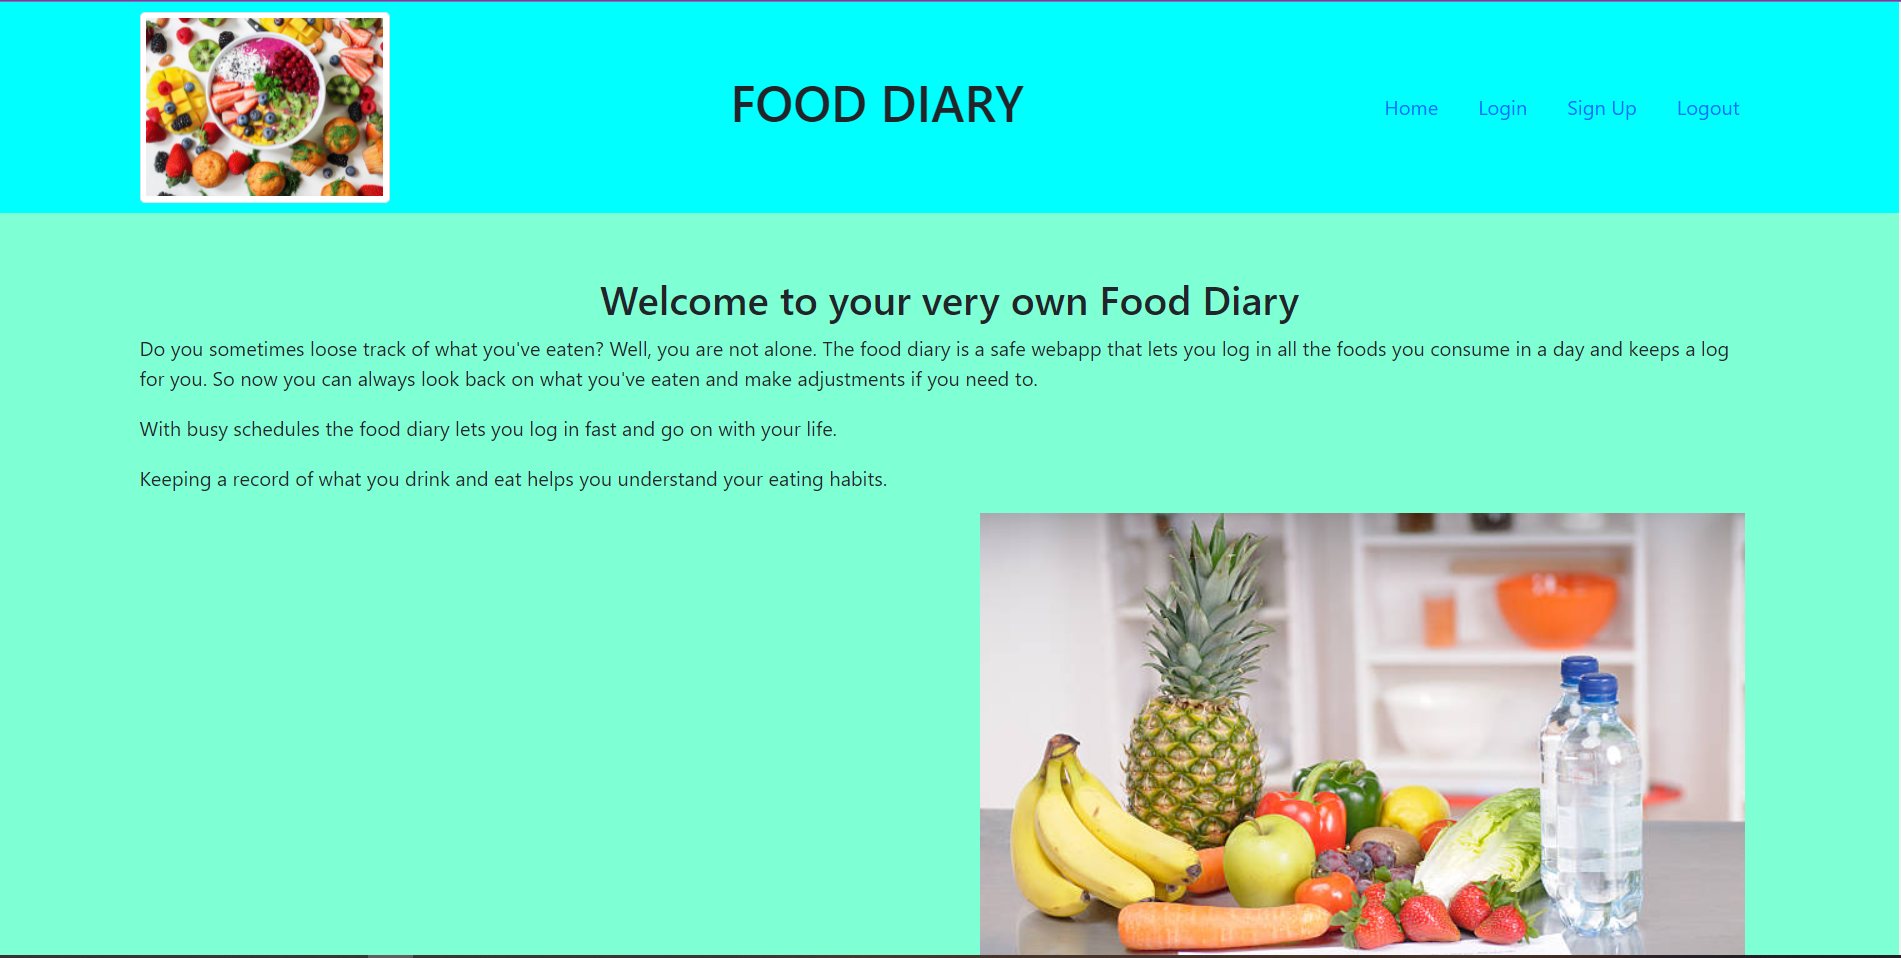 FOOD DIARY
Home Login Sign Up Logout
Welcome to your very own Food Diary
Do you sometimes loose track of what you've eaten? Well, you are not alone. The food diary is a safe webapp that lets you log in all the foods you consume in a day and keeps a log
for you. So now you can always look back on what you've eaten and make adjustments if you need to.
With busy schedules the food diary lets you log in fast and go on with your life.
Keeping a record of what you drink and eat helps you understand your eating habits.